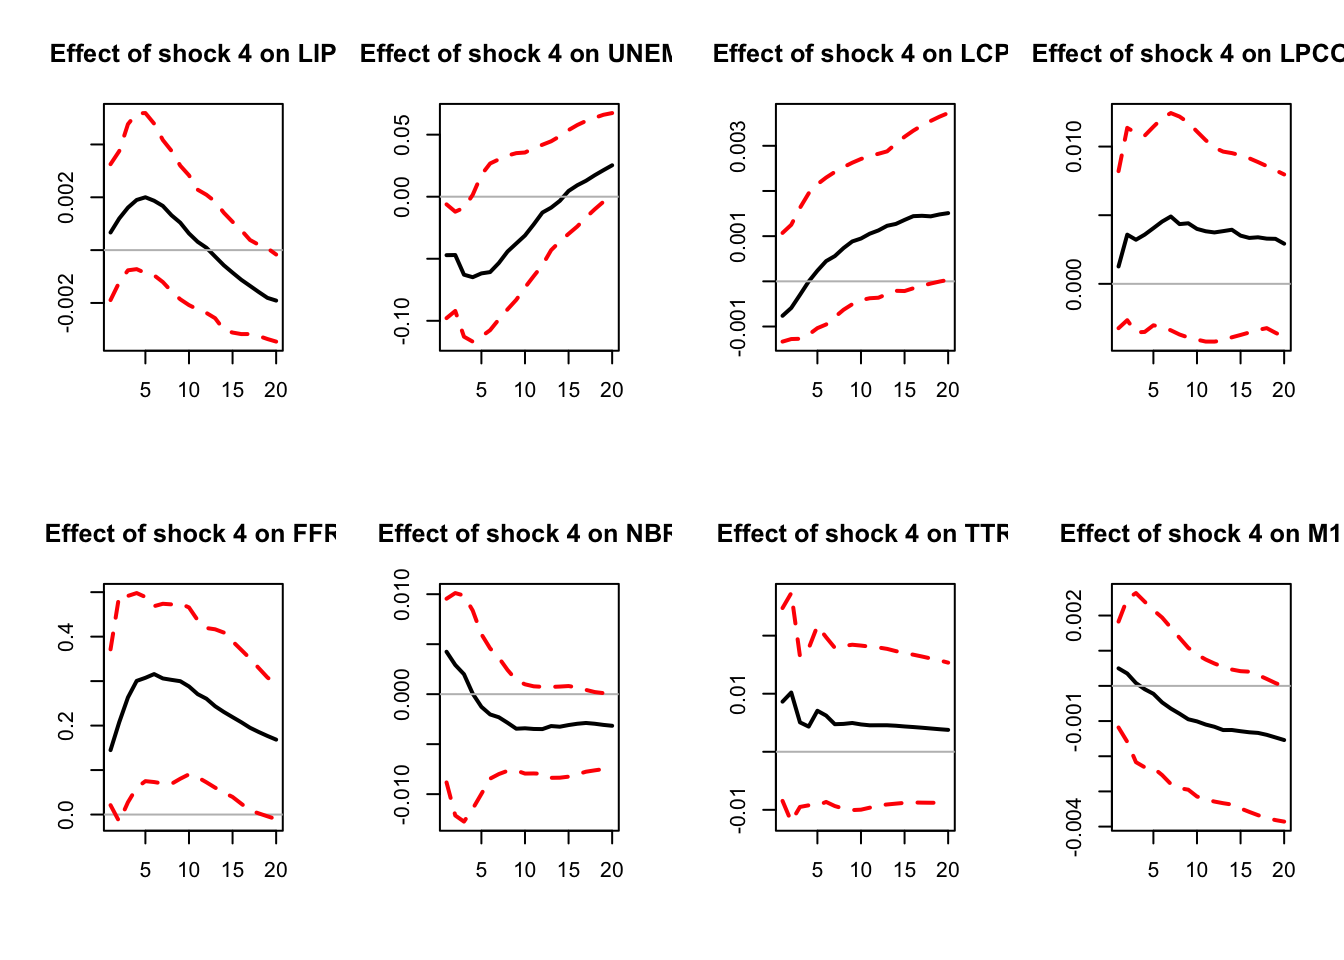 Effect of shock 4 on LIP
Effect of shock 4 on UNEM
Effect of shock 4 on LCP
Effect of shock 4 on LPCO
0.002
-0.002
5 10 15 20
0.05
0.00
-0.10
5 10 15 20
0.003
0.001
-0.001
5 10 15 20
0.010
0.000
5 10 15 20
Effect of shock 4 on FFR
Effect of shock 4 on NBR
Effect of shock 4 on TTR
Effect of shock 4 on M1
0.4
0.2
0.0
5 10 15 20
0.010
0.000
-0.010
5 10 15 20
0.01
-0.01
5 10 15 20
0.002
-0.001
-0.004
5 10 15 20